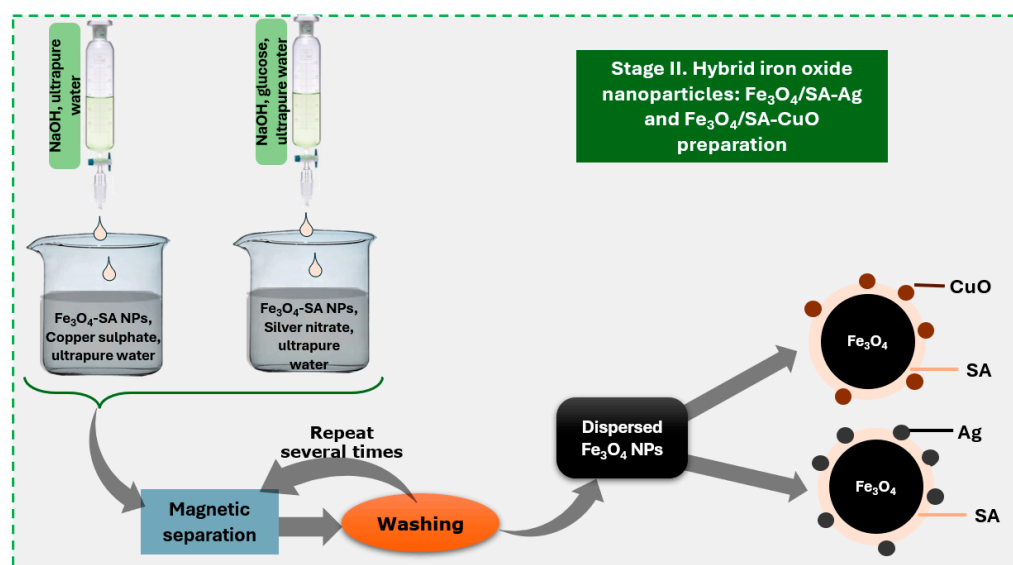 NaOH, ultrapure
water
NaOH, glucose,
ultrapure water
Stage II. Hybrid iron oxide
nanoparticles: Fe₃O₄/SA-Ag
and Fe₃O₄/SA-CuO
preparation
Fe₃O₄-SA NPs,
Copper sulphate,
ultrapure water
Fe₃O₄-SA NPs,
Silver nitrate,
ultrapure
water
CuO
Fe₃O₄
SA
Repeat
several times
Dispersed
Fe₃O₄ NPs
Ag
Fe₃O₄
SA
Magnetic
separation
Washing